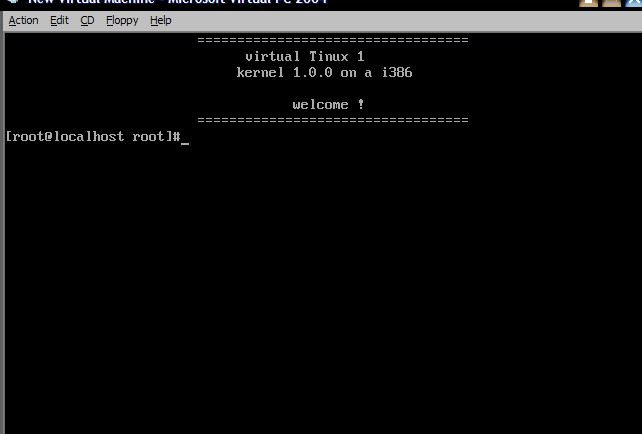 New Virtual Machine - Microsoft Virtual PC 2004
Action Edit CD Floppy Help
==================================
virtual Tinux 1
kernel 1.0.0 on a i386
welcome !
==================================
[root@localhost root]#_